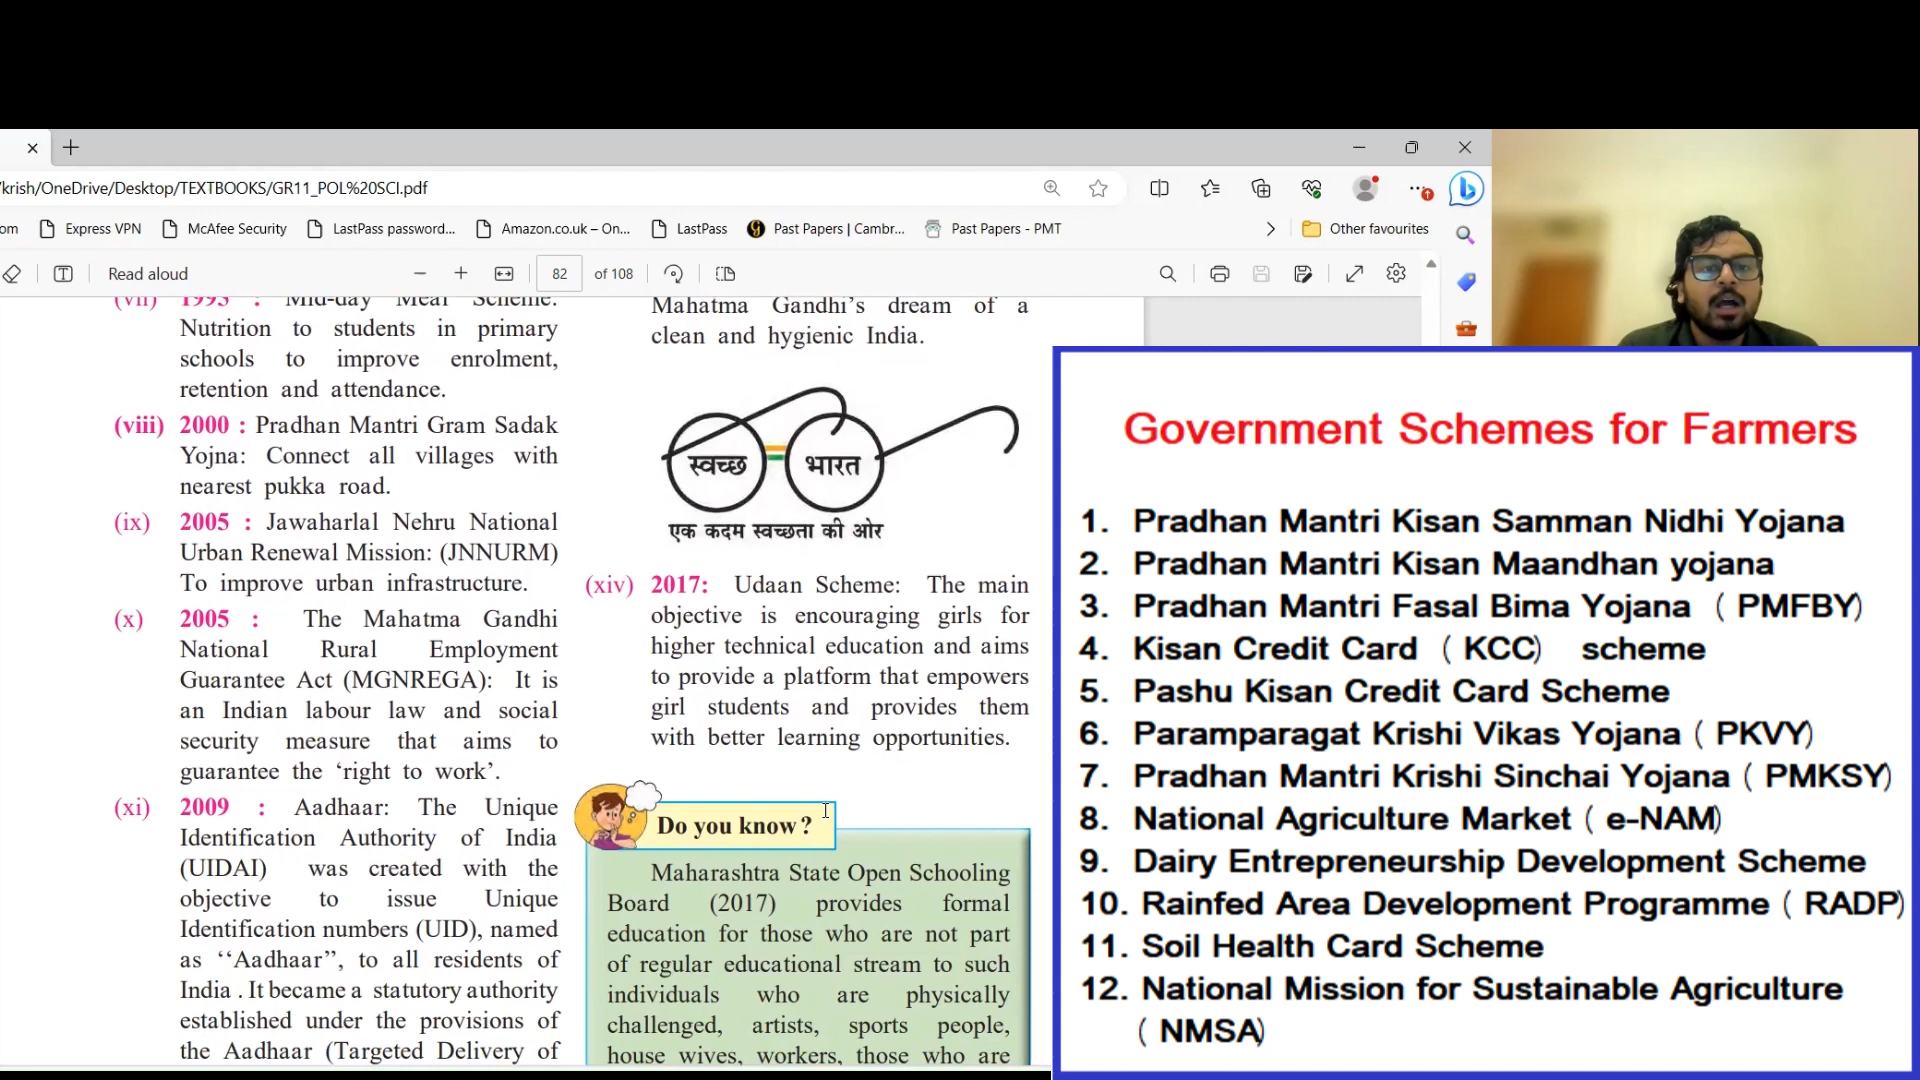 /krish/OneDrive/Desktop/TEXTBOOKS/GR11_POL%20SCI.pdf
om
Express VPN
McAfee Security
LastPass password...
Amazon.co.uk – On...
LastPass
Past Papers | Cambr...
Past Papers - PMT
Other favourites
Read aloud
82
of 108
(vii) 1995 : Mid-day Meal Scheme:
Nutrition to students in primary
schools to improve enrolment,
retention and attendance.
(viii) 2000 : Pradhan Mantri Gram Sadak
Yojna: Connect all villages with
nearest pukka road.
(ix) 2005 : Jawaharlal Nehru National
Urban Renewal Mission: (JNNURM)
To improve urban infrastructure.
(x) 2005 : The Mahatma Gandhi
National Rural Employment
Guarantee Act (MGNREGA): It is
an Indian labour law and social
security measure that aims to
guarantee the ‘right to work’.
(xi) 2009 : Aadhaar: The Unique
Identification Authority of India
(UIDAI) was created with the
objective to issue Unique
Identification numbers (UID), named
as ‘‘Aadhaar’’, to all residents of
India . It became a statutory authority
established under the provisions of
the Aadhaar (Targeted Delivery of
Mahatma Gandhi’s dream of a
clean and hygienic India.
स्वच्छ भारत
एक कदम स्वच्छता की ओर
(xiv) 2017: Udaan Scheme: The main
objective is encouraging girls for
higher technical education and aims
to provide a platform that empowers
girl students and provides them
with better learning opportunities.
Do you know?
Maharashtra State Open Schooling
Board (2017) provides formal
education for those who are not part
of regular educational stream to such
individuals who are physically
challenged, artists, sports people,
house wives, workers, those who are
Government Schemes for Farmers
1. Pradhan Mantri Kisan Samman Nidhi Yojana
2. Pradhan Mantri Kisan Maandhan yojana
3. Pradhan Mantri Fasal Bima Yojana (PMFBY)
4. Kisan Credit Card (KCC) scheme
5. Pashu Kisan Credit Card Scheme
6. Paramparagat Krishi Vikas Yojana (PKVY)
7. Pradhan Mantri Krishi Sinchai Yojana (PMKSY)
8. National Agriculture Market (e-NAM)
9. Dairy Entrepreneurship Development Scheme
10. Rainfed Area Development Programme (RADP)
11. Soil Health Card Scheme
12. National Mission for Sustainable Agriculture
(NMSA)